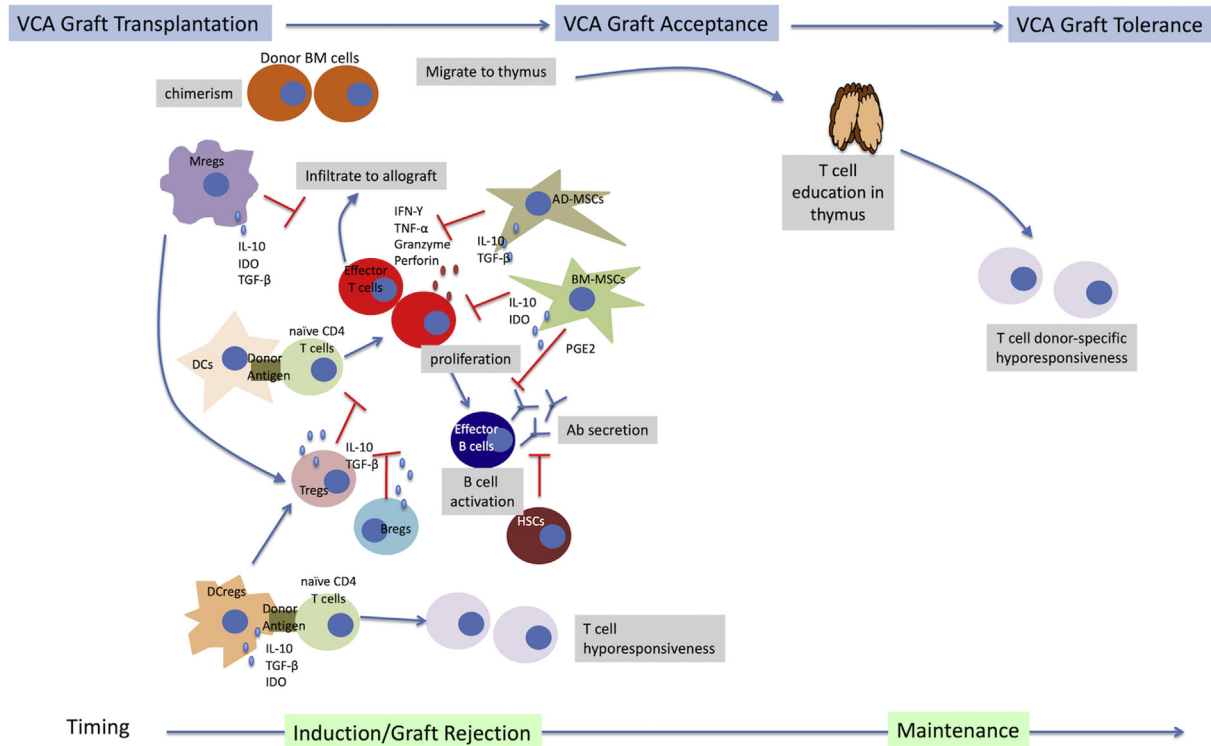 VCA Graft Transplantation
VCA Graft Acceptance
VCA Graft Tolerance
Donor BM cells
chimerism
Migrate to thymus
Mregs
Infiltrate to allograft
IL-10
IDO
TGF-β
IFN-Y
TNF-α
Granzyme
Perforin
AD-MSCs
IL-10
TGF-β
T cell
education in
thymus
Effector
T cells
BM-MSCs
IL-10
IDO
PGE2
T cell donor-specific
hyporesponsiveness
DCs
Donor
Antigen
naïve CD4
T cells
proliferation
Effector
B cells
Ab secretion
B cell
activation
IL-10
TGF-β
Tregs
Bregs
HSCs
DCregs
Donor
Antigen
naïve CD4
T cells
IL-10
TGF-β
IDO
T cell
hyporesponsiveness
Timing
Induction/Graft Rejection
Maintenance